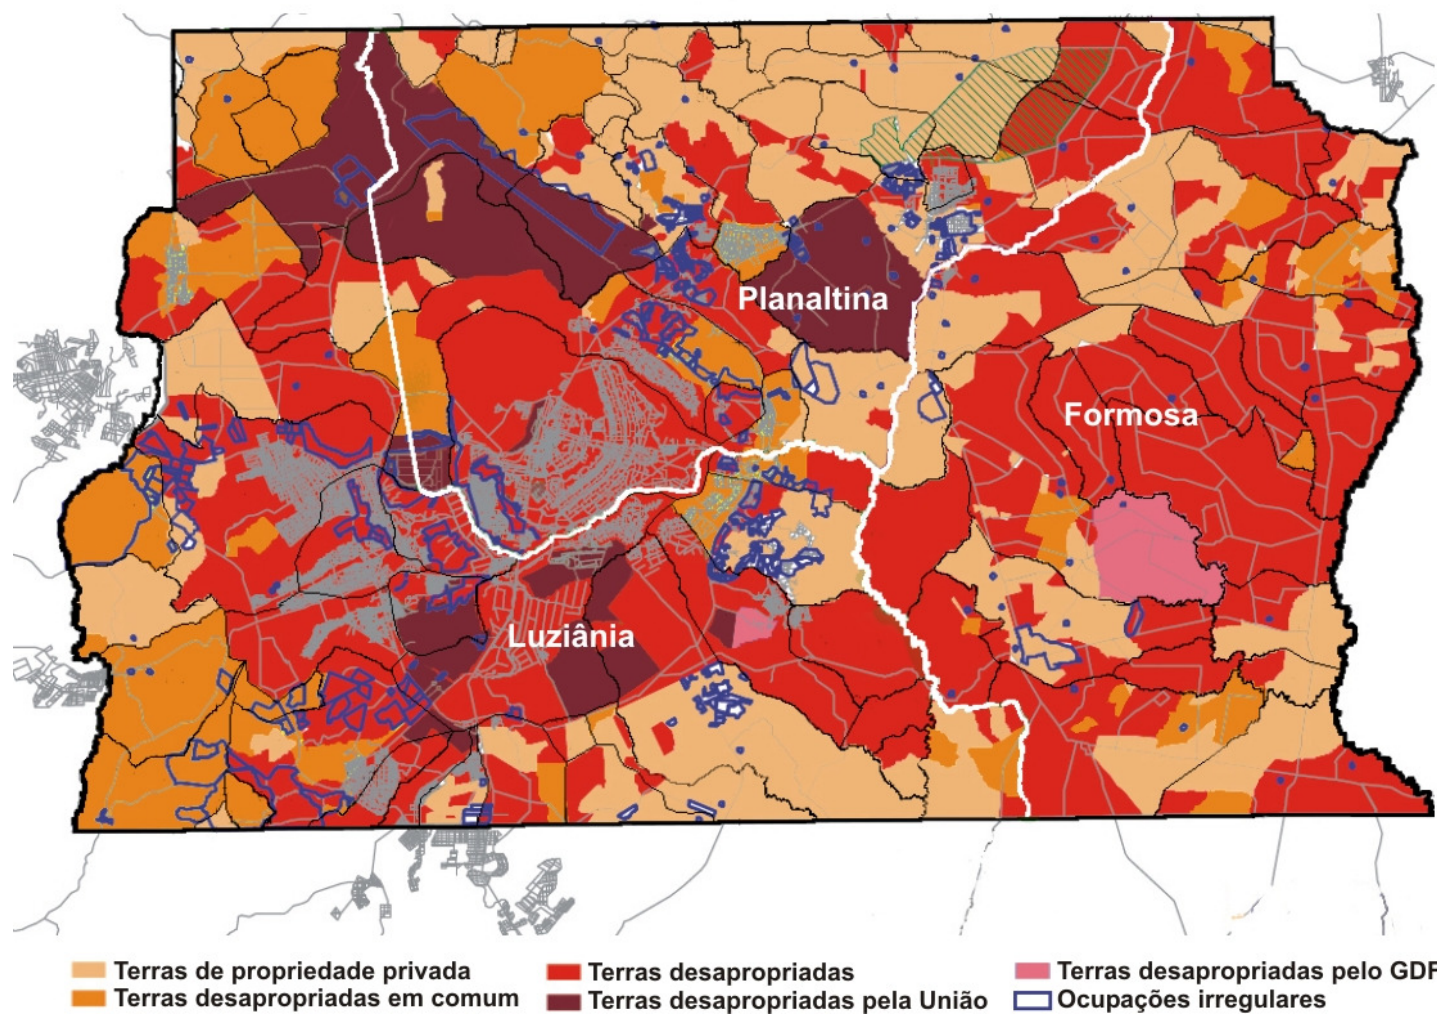 Planaltina
Formosa
Luziânia
Terras de propriedade privada
Terras desapropriadas
Terras desapropriadas pelo GDF
Terras desapropriadas em comum
Terras desapropriadas pela União
Ocupações irregulares